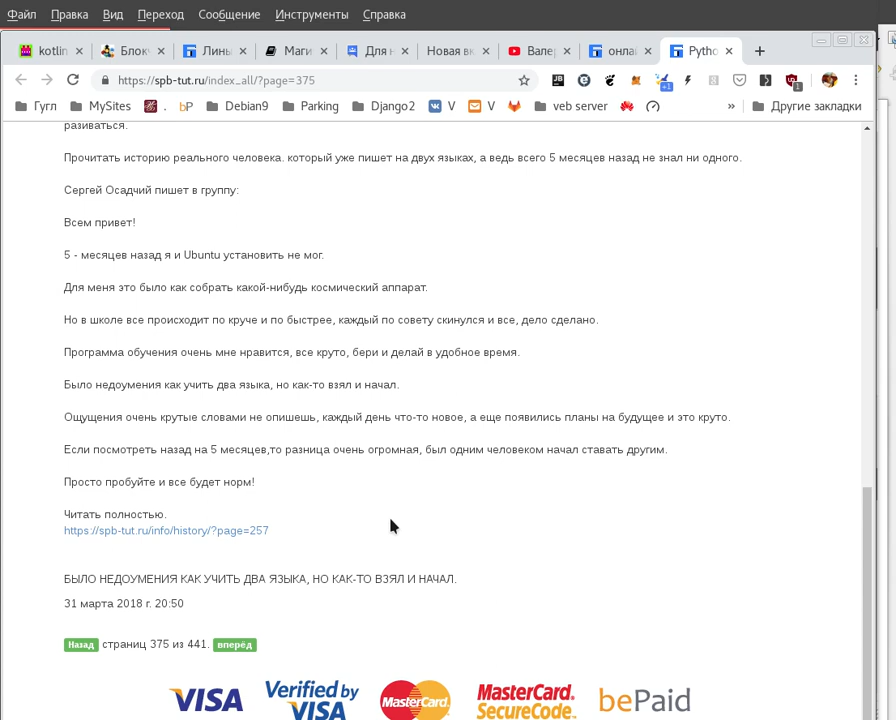 Файл Правка Вид Переход Сообщение Инструменты Справка
kotlin Блокч Линь Маги Для н Новая вк Вале онла Pytho
https://spb-tut.ru/index_all/?page=375
+1 1
Гугл MySites . bP Debian9 Parking Django2 V V veb server » Другие закладки
разиваться.
Прочитать историю реального человека. который уже пишет на двух языках, а ведь всего 5 месяцев назад не знал ни одного.
Сергей Осадчий пишет в группу:
Всем привет!
5 - месяцев назад я и Ubuntu установить не мог.
Для меня это было как собрать какой-нибудь космический аппарат.
Но в школе все происходит по круче и по быстрее, каждый по совету скинулся и все, дело сделано.
Программа обучения очень мне нравится, все круто, бери и делай в удобное время.
Было недоумения как учить два языка, но как-то взял и начал.
Ощущения очень крутые словами не опишешь, каждый день что-то новое, а еще появились планы на будущее и это круто.
Если посмотреть назад на 5 месяцев,то разница очень огромная, был одним человеком начал ставать другим.
Просто пробуйте и все будет норм!
Читать полностью.
https://spb-tut.ru/info/history/?page=257
БЫЛО НЕДОУМЕНИЯ КАК УЧИТЬ ДВА ЯЗЫКА, НО КАК-ТО ВЗЯЛ И НАЧАЛ.
31 марта 2018 г. 20:50
Назад страниц 375 из 441. вперёд
VISA Verified by VISA MasterCard MasterCard. SecureCode. bePaid